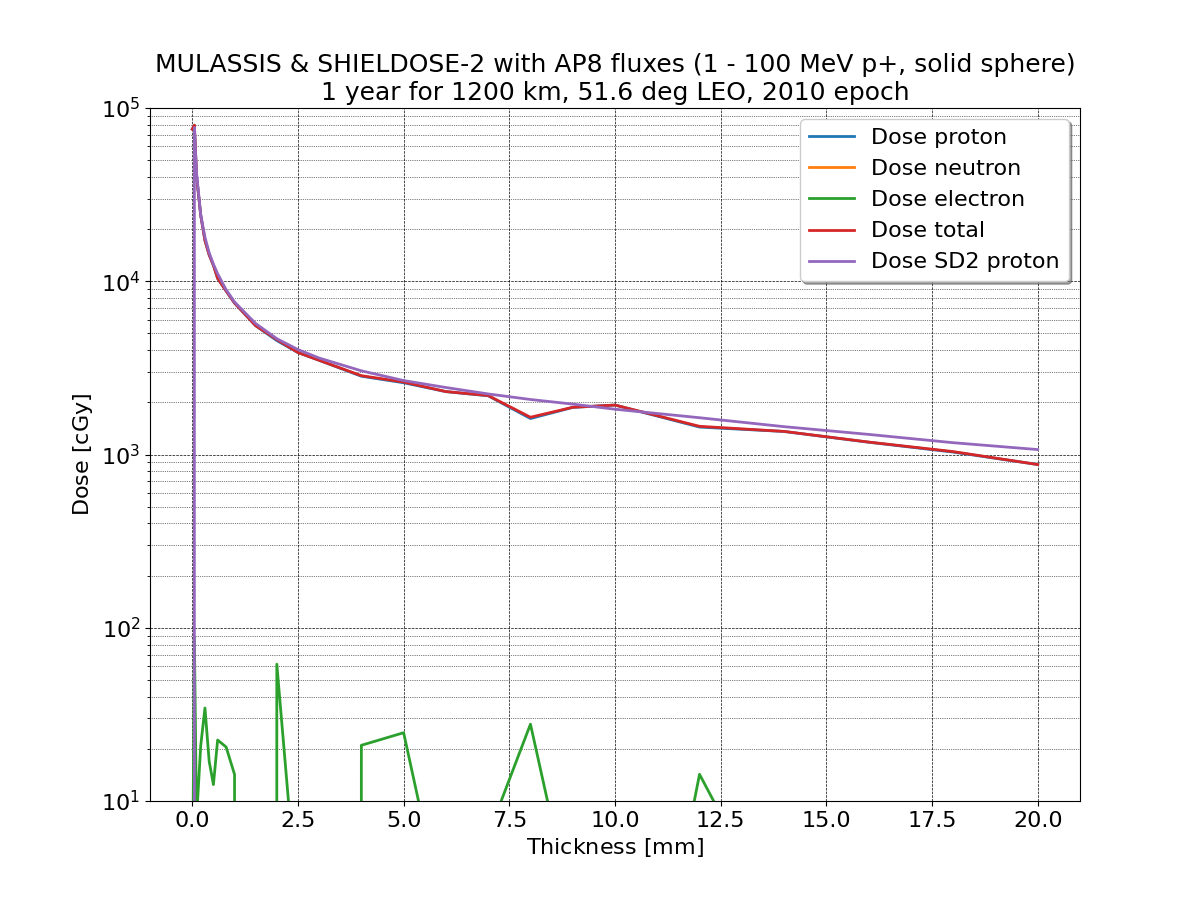 MULASSIS & SHIELDOSE-2 with AP8 fluxes (1 - 100 MeV p+, solid sphere)
1 year for 1200 km, 51.6 deg LEO, 2010 epoch
Dose proton
Dose neutron
Dose electron
Dose total
Dose SD2 proton
10^5
10^4
10^3
10^2
10^1
Dose [cGy]
0.0 2.5 5.0 7.5 10.0 12.5 15.0 17.5 20.0
Thickness [mm]